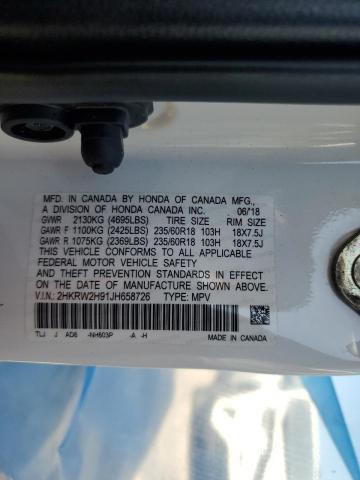 MFD. IN CANADA BY HONDA OF CANADA MFG.,
A DIVISION OF HONDA CANADA INC. 06/18
GVWR 2130KG (4695LBS) TIRE SIZE RIM SIZE
GAWR F 1100KG (2425LBS) 235/60R18 103H 18X7.5J
GAWR R 1075KG (2369LBS) 235/60R18 103H 18X7.5J
THIS VEHICLE CONFORMS TO ALL APPLICABLE
FEDERAL MOTOR VEHICLE SAFETY
AND THEFT PREVENTION STANDARDS IN EFFECT
ON THE DATE OF MANUFACTURE SHOWN ABOVE.
V.I.N.: 2HKRW2H91JH658726 TYPE: MPV
TLJ J AD6 -NH603P -A -H MADE IN CANADA